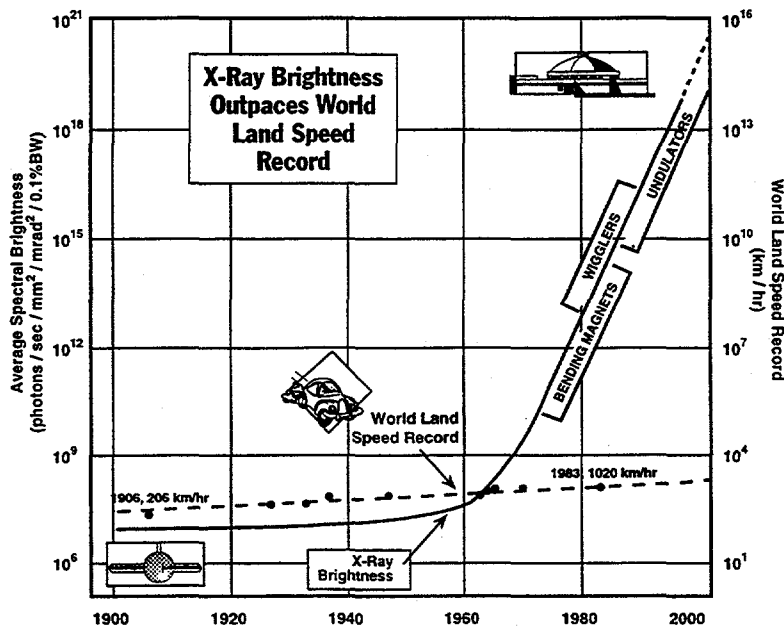 X-Ray Brightness
Outpaces World
Land Speed
Record
10²¹
10¹⁸
10¹⁵
10¹²
10⁹
10⁶
Average Spectral Brightness
(photons / sec / mm² / mrad² / 0.1%BW)
10¹⁶
10¹³
10¹⁰
10⁷
10⁴
10¹
World Land Speed Record
(km / hr)
UNDULATORS
WIGGLERS
BENDING MAGNETS
World Land
Speed Record
1906, 206 km/hr
1983, 1020 km/hr
X-Ray
Brightness
1900
1920
1940
1960
1980
2000